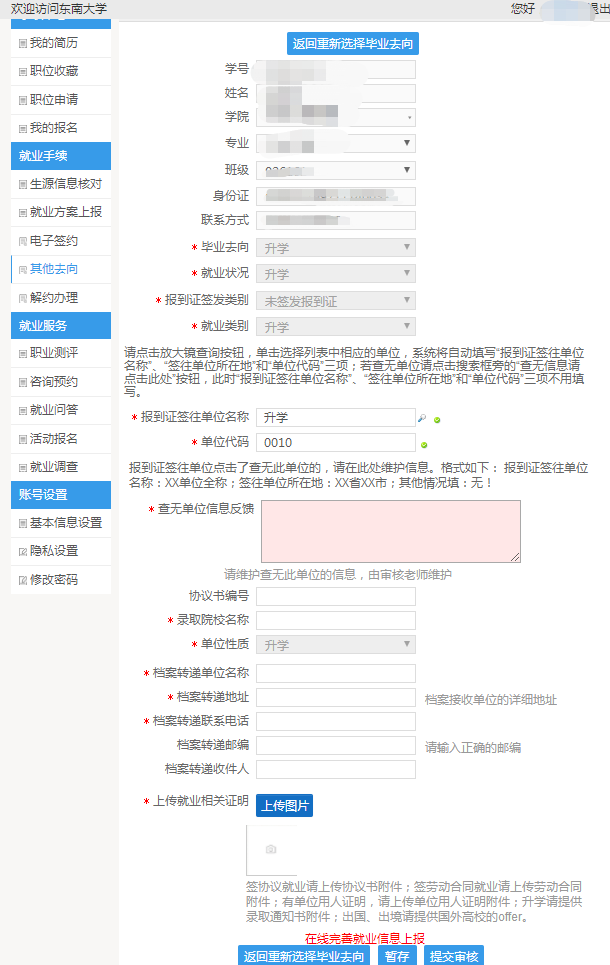 欢迎访问东南大学
您好
退出
我的简历
职位收藏
职位申请
我的报名
就业手续
生源信息核对
就业方案上报
电子签约
其他去向
解约办理
就业服务
职业测评
咨询预约
就业问答
活动报名
就业调查
账号设置
基本信息设置
隐私设置
修改密码
返回重新选择毕业去向
学号
姓名
学院
专业
班级
身份证
联系方式
* 毕业去向 升学
* 就业状况 升学
* 报到证签发类别 未签发报到证
* 就业类别 升学
请点击放大镜查询按钮，单击选择列表中相应的单位，系统将自动填写“报到证签往单位
名称”、“签往单位所在地”和“单位代码”三项；若查无单位请点击搜索框旁的“查无信息请
点击此处”按钮，此时“报到证签往单位名称”、“签往单位所在地”和“单位代码”三项不用填
写。
* 报到证签往单位名称 升学
* 单位代码 0010
报到证签往单位点击了查无此单位的，请在此处维护信息。格式如下： 报到证签往单位
名称：XX单位全称；签往单位所在地：XX省XX市；其他情况填：无！
* 查无单位信息反馈
请维护查无此单位的信息，由审核老师维护
协议书编号
* 录取院校名称
* 单位性质 升学
* 档案转递单位名称
* 档案转递地址 档案接收单位的详细地址
* 档案转递联系电话
档案转递邮编 请输入正确的邮编
档案转递收件人
* 上传就业相关证明 上传图片
签协议就业请上传协议书附件；签劳动合同就业请上传劳动合同
附件；有单位用人证明，请上传单位用人证明附件；升学请提供
录取通知书附件；出国、出境请提供国外高校的offer。
在线完善就业信息上报
返回重新选择毕业去向 暂存 提交审核